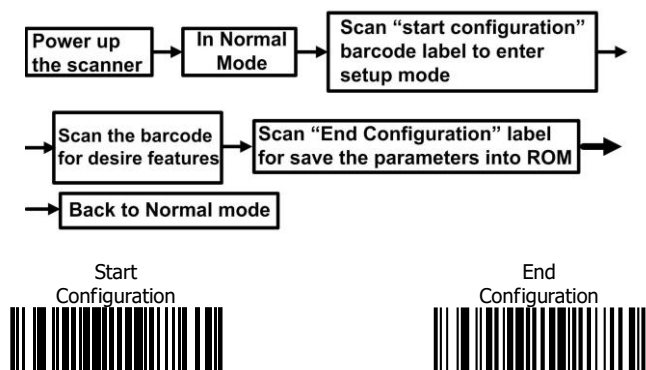 Power up
the scanner
In Normal
Mode
Scan “start configuration”
barcode label to enter
setup mode
Scan the barcode
for desire features
Scan “End Configuration” label
for save the parameters into ROM
Back to Normal mode
Start
Configuration
End
Configuration